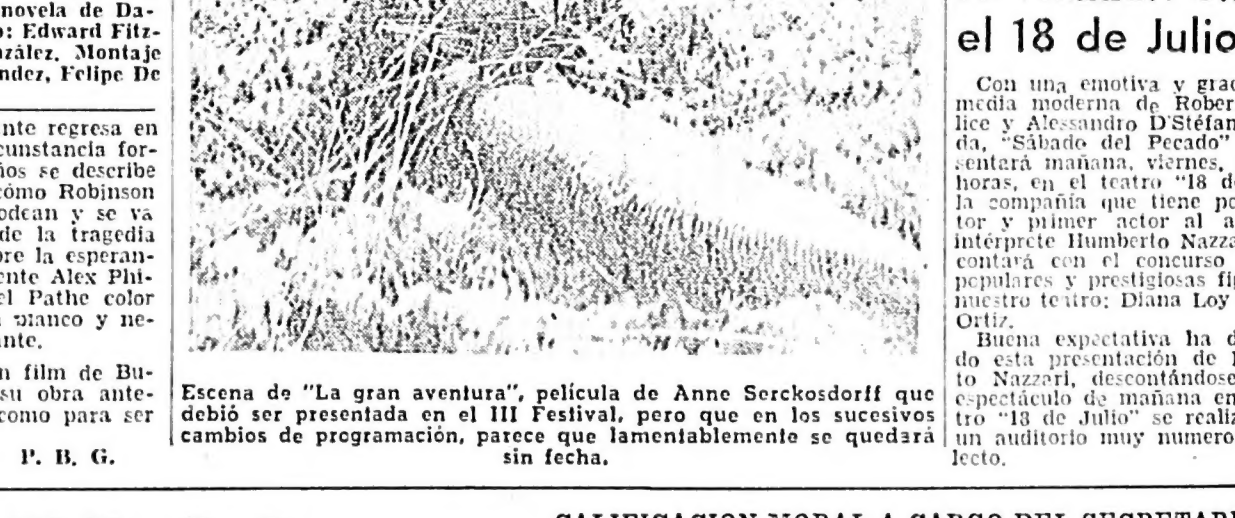 novela de Da-
o: Edward Fitz-
nzález. Montaje
ndez, Felipe De
nte regresa en
cunstancia for-
ños se describe
cómo Robinson
odean y se va
de la tragedia
bre la esperan-
ente Alex Phi-
el Pathe color
blanco y ne-
nte.
n film de Bu-
su obra ante-
como para ser
P. B. G.
Escena de "La gran aventura", película de Anne Serckosdorff que
debió ser presentada en el III Festival, pero que en los sucesivos
cambios de programación, parece que lamentablemente se quedará
sin fecha.
el 18 de Julio
Con una emotiva y grac
media moderna de Rober
lice y Alessandro D'Stéfan
da, "Sábado del Pecado"
sentará mañana, viernes,
horas, en el teatro "18 d
la compañía que tiene po
tor y primer actor al a
intérprete Humberto Nazza
contará con el concurso
populares y prestigiosas fi
nuestro teatro: Diana Loy
Ortiz.
Buena expectativa ha d
do esta presentación de
to Nazzari, descontándose
espectáculo de mañana en
tro "18 de Julio" se realiz
un auditorio muy numero
lecto.
CALIFICACION MORAL A CARGO DEL SECRETARI